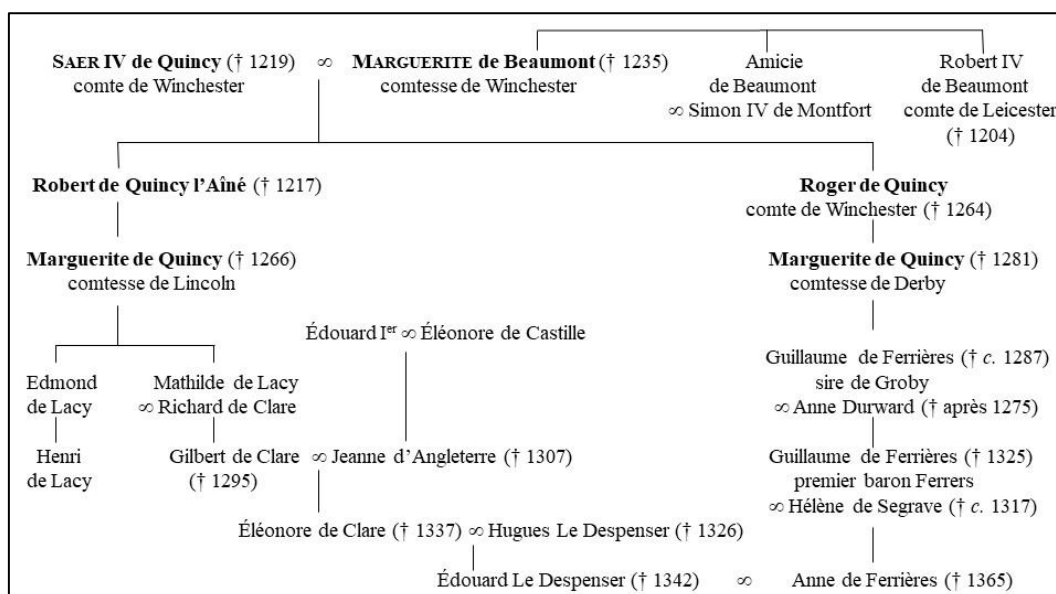 SAER IV de Quincy († 1219) ∞ MARGUERITE de Beaumont († 1235) Amicie Robert IV
comte de Winchester comtesse de Winchester de Beaumont de Beaumont
∞ Simon IV de Montfort comte de Leicester
(† 1204)
Robert de Quincy l’Aîné († 1217) Roger de Quincy
comte de Winchester († 1264)
Marguerite de Quincy († 1266) Marguerite de Quincy († 1281)
comtesse de Lincoln comtesse de Derby
Édouard Ier ∞ Éléonore de Castille
Guillaume de Ferrières († c. 1287)
Edmond Mathilde de Lacy sire de Groby
de Lacy ∞ Richard de Clare ∞ Anne Durward († après 1275)
Henri Gilbert de Clare ∞ Jeanne d’Angleterre († 1307) Guillaume de Ferrières († 1325)
de Lacy († 1295) premier baron Ferrers
∞ Hélène de Segrave († c. 1317)
Éléonore de Clare († 1337) ∞ Hugues Le Despenser († 1326)
Édouard Le Despenser († 1342) ∞ Anne de Ferrières († 1365)